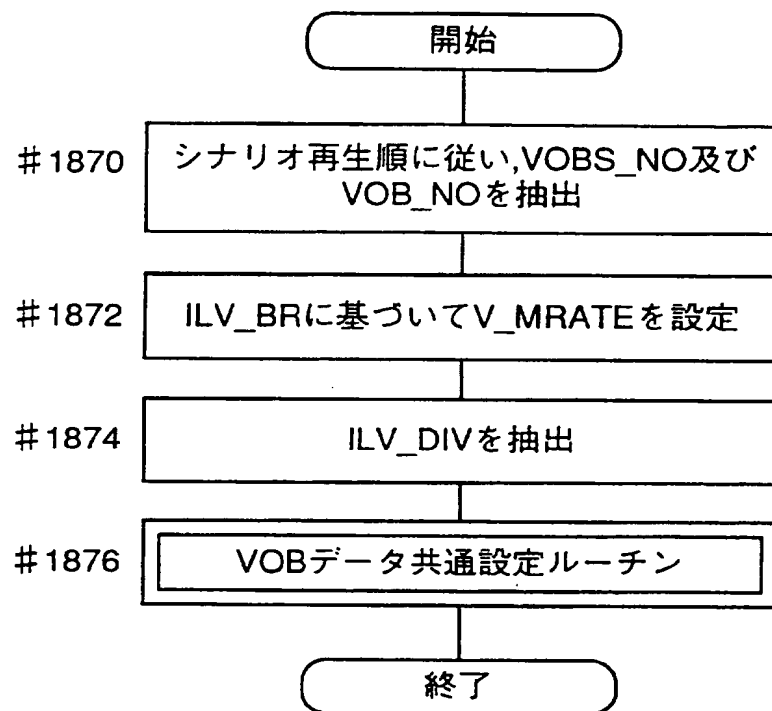 開始
#1870
シナリオ再生順に従い,VOBS_NO及び
VOB_NOを抽出
#1872
ILV_BRに基づいてV_MRATEを設定
#1874
ILV_DIVを抽出
#1876
VOBデータ共通設定ルーチン
終了